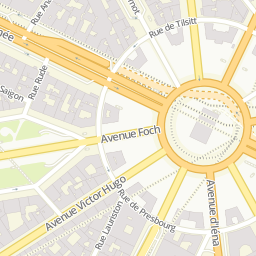 Rue de Tilsitt
Rue Rude
Saigon
Avenue Foch
Avenue Victor Hugo
Rue Lauriston
Rue de Presbourg
Avenue d'Iéna